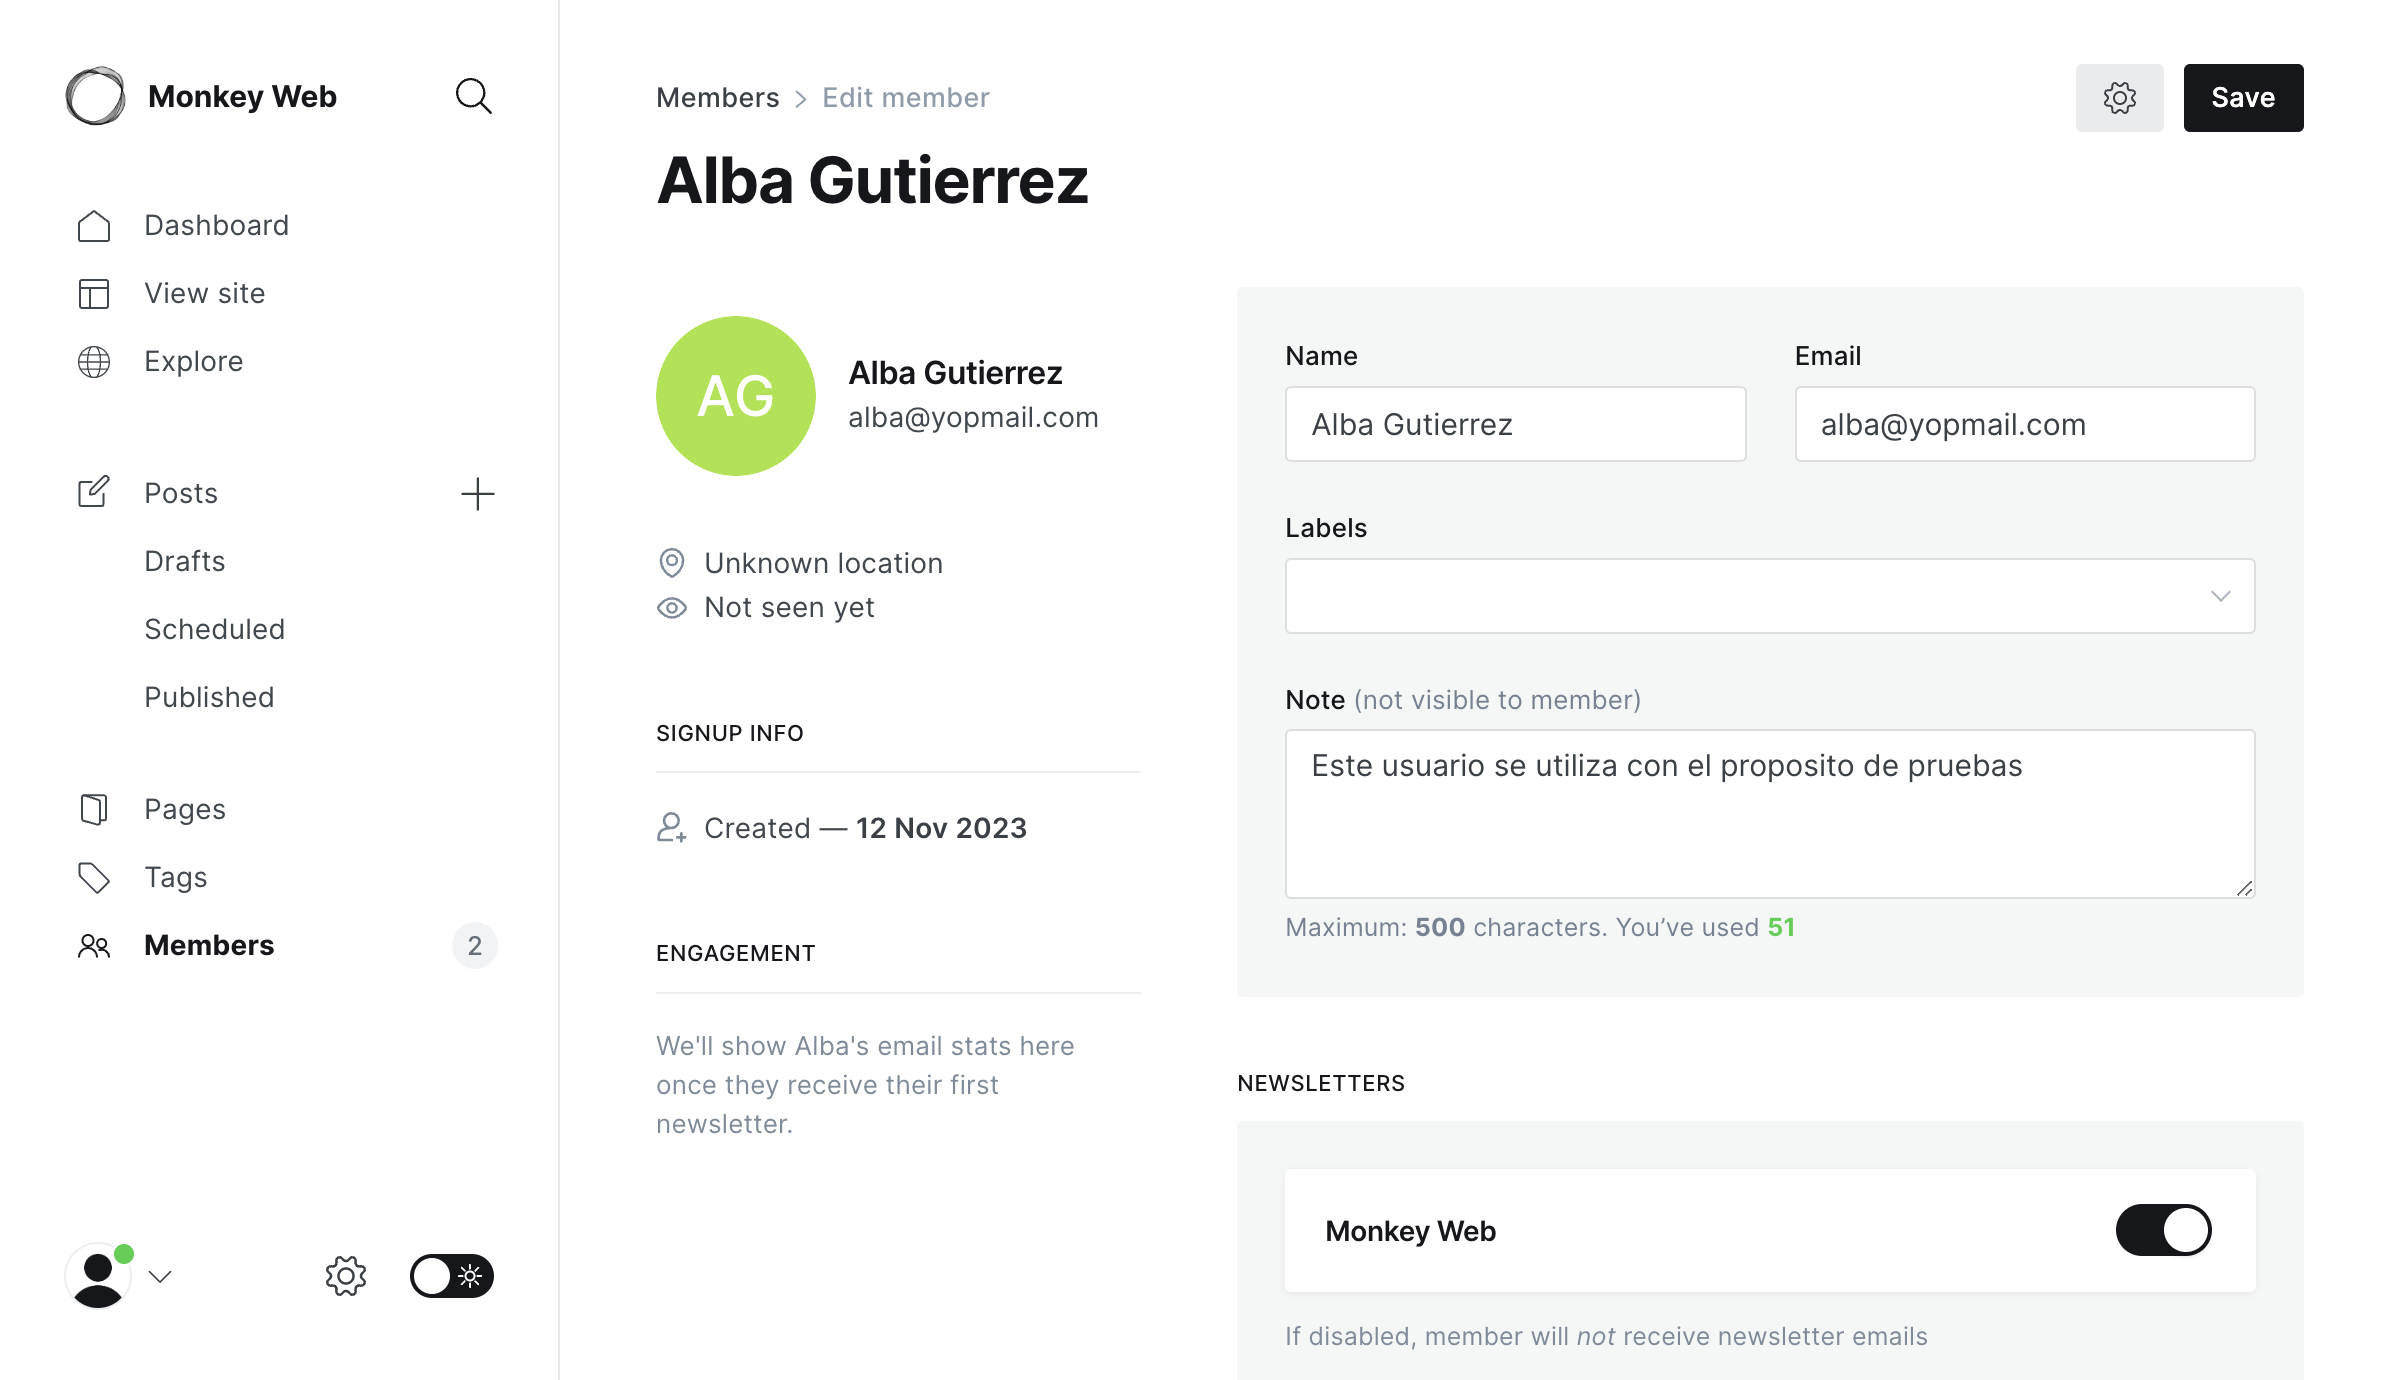 Monkey Web
Dashboard
View site
Explore
Posts
Drafts
Scheduled
Published
Pages
Tags
Members 2
Members > Edit member
Save
Alba Gutierrez
AG
Alba Gutierrez
alba@yopmail.com
Unknown location
Not seen yet
SIGNUP INFO
Created — 12 Nov 2023
ENGAGEMENT
We'll show Alba's email stats here
once they receive their first
newsletter.
Name
Alba Gutierrez
Email
alba@yopmail.com
Labels
Note (not visible to member)
Este usuario se utiliza con el proposito de pruebas
Maximum: 500 characters. You’ve used 51
NEWSLETTERS
Monkey Web
If disabled, member will not receive newsletter emails